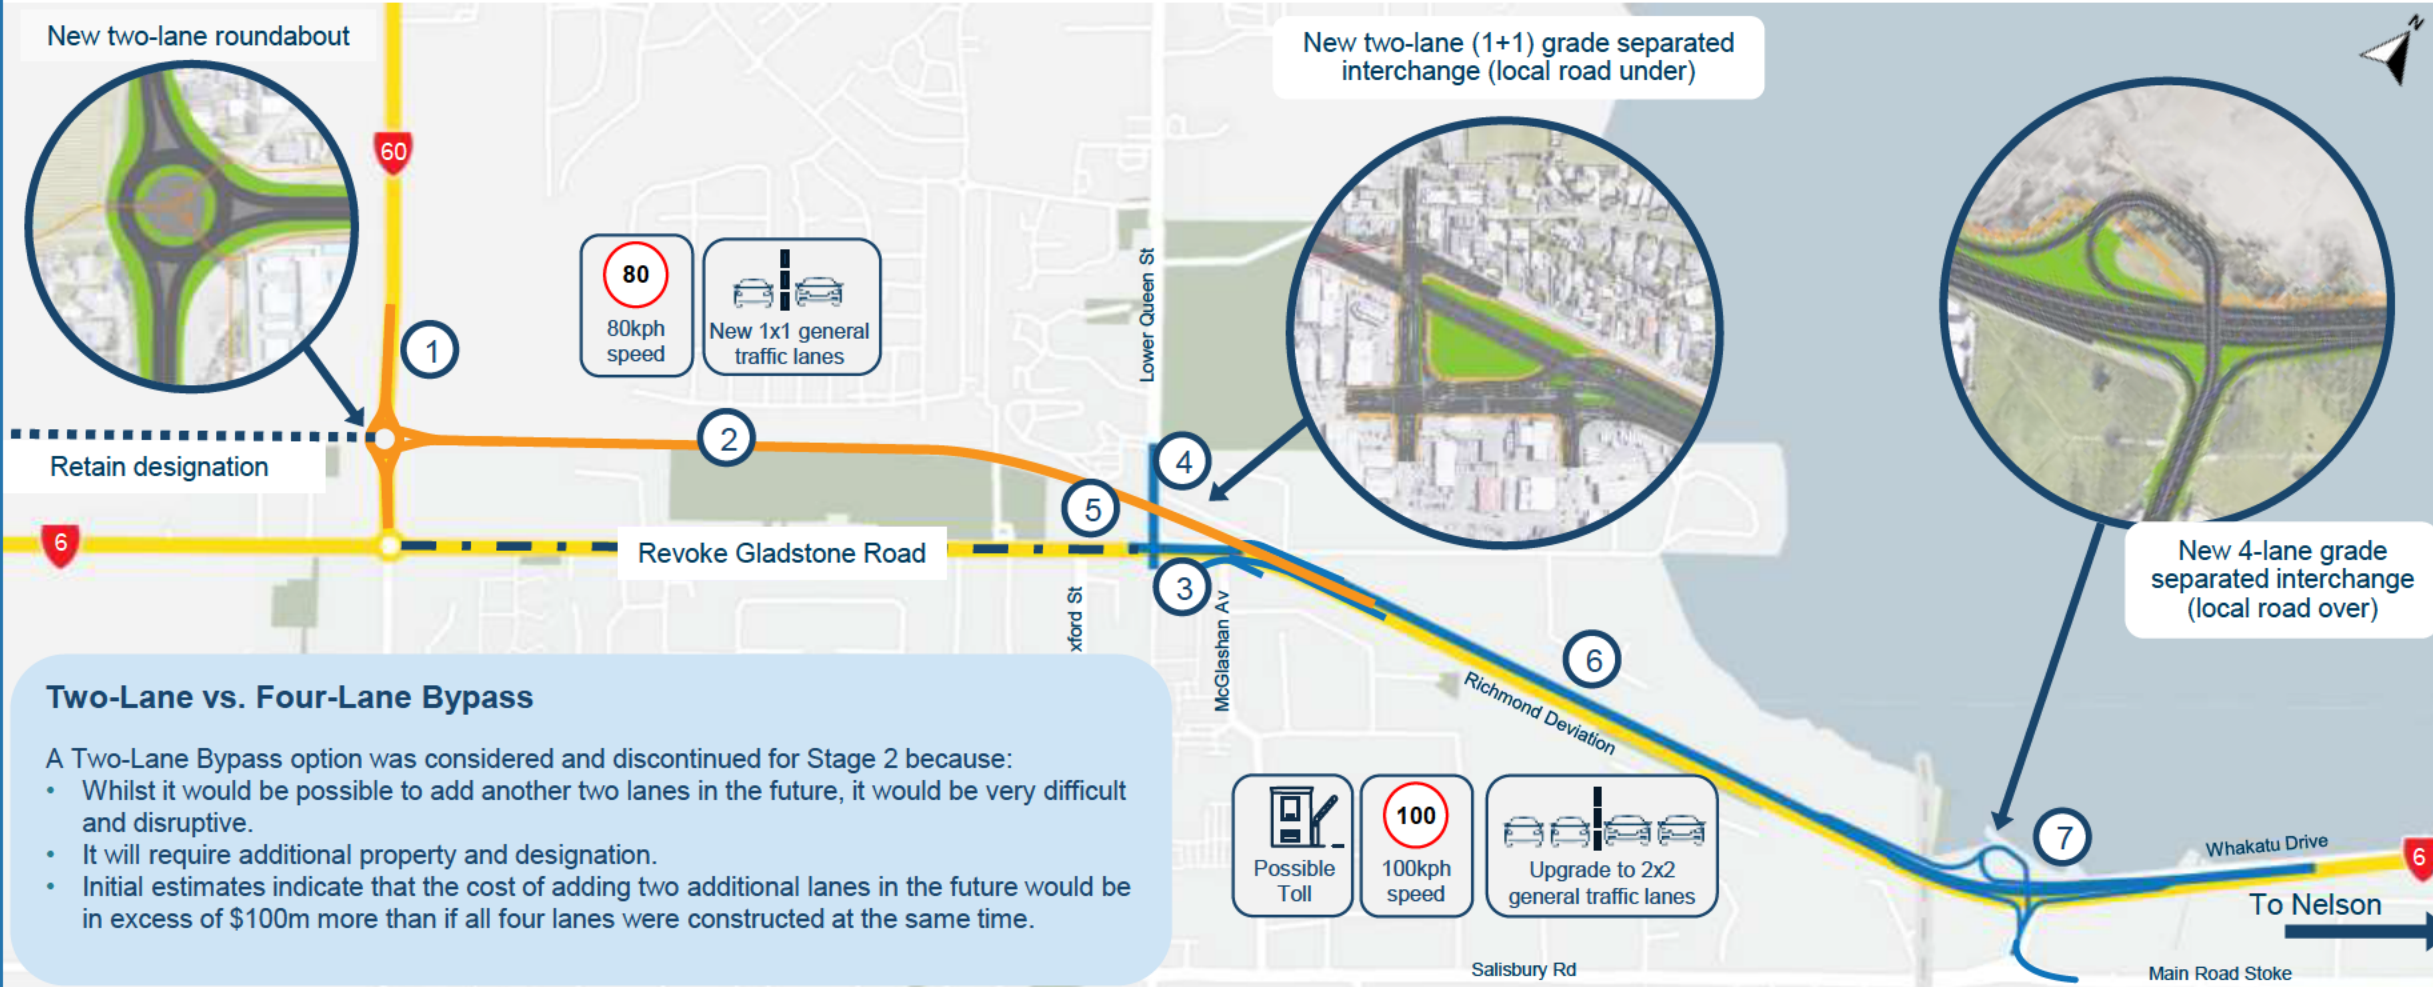 New two-lane roundabout
New two-lane (1+1) grade separated
interchange (local road under)
N
60
80
80kph
speed
New 1x1 general
traffic lanes
Lower Queen St
1
2
4
5
3
Retain designation
6
Revoke Gladstone Road
xford St
McGlashan Av
6
Richmond Deviation
New 4-lane grade
separated interchange
(local road over)
Two-Lane vs. Four-Lane Bypass
A Two-Lane Bypass option was considered and discontinued for Stage 2 because:
• Whilst it would be possible to add another two lanes in the future, it would be very difficult
and disruptive.
• It will require additional property and designation.
• Initial estimates indicate that the cost of adding two additional lanes in the future would be
in excess of $100m more than if all four lanes were constructed at the same time.
Possible
Toll
100
100kph
speed
Upgrade to 2x2
general traffic lanes
7
Whakatu Drive
6
To Nelson
Salisbury Rd
Main Road Stoke